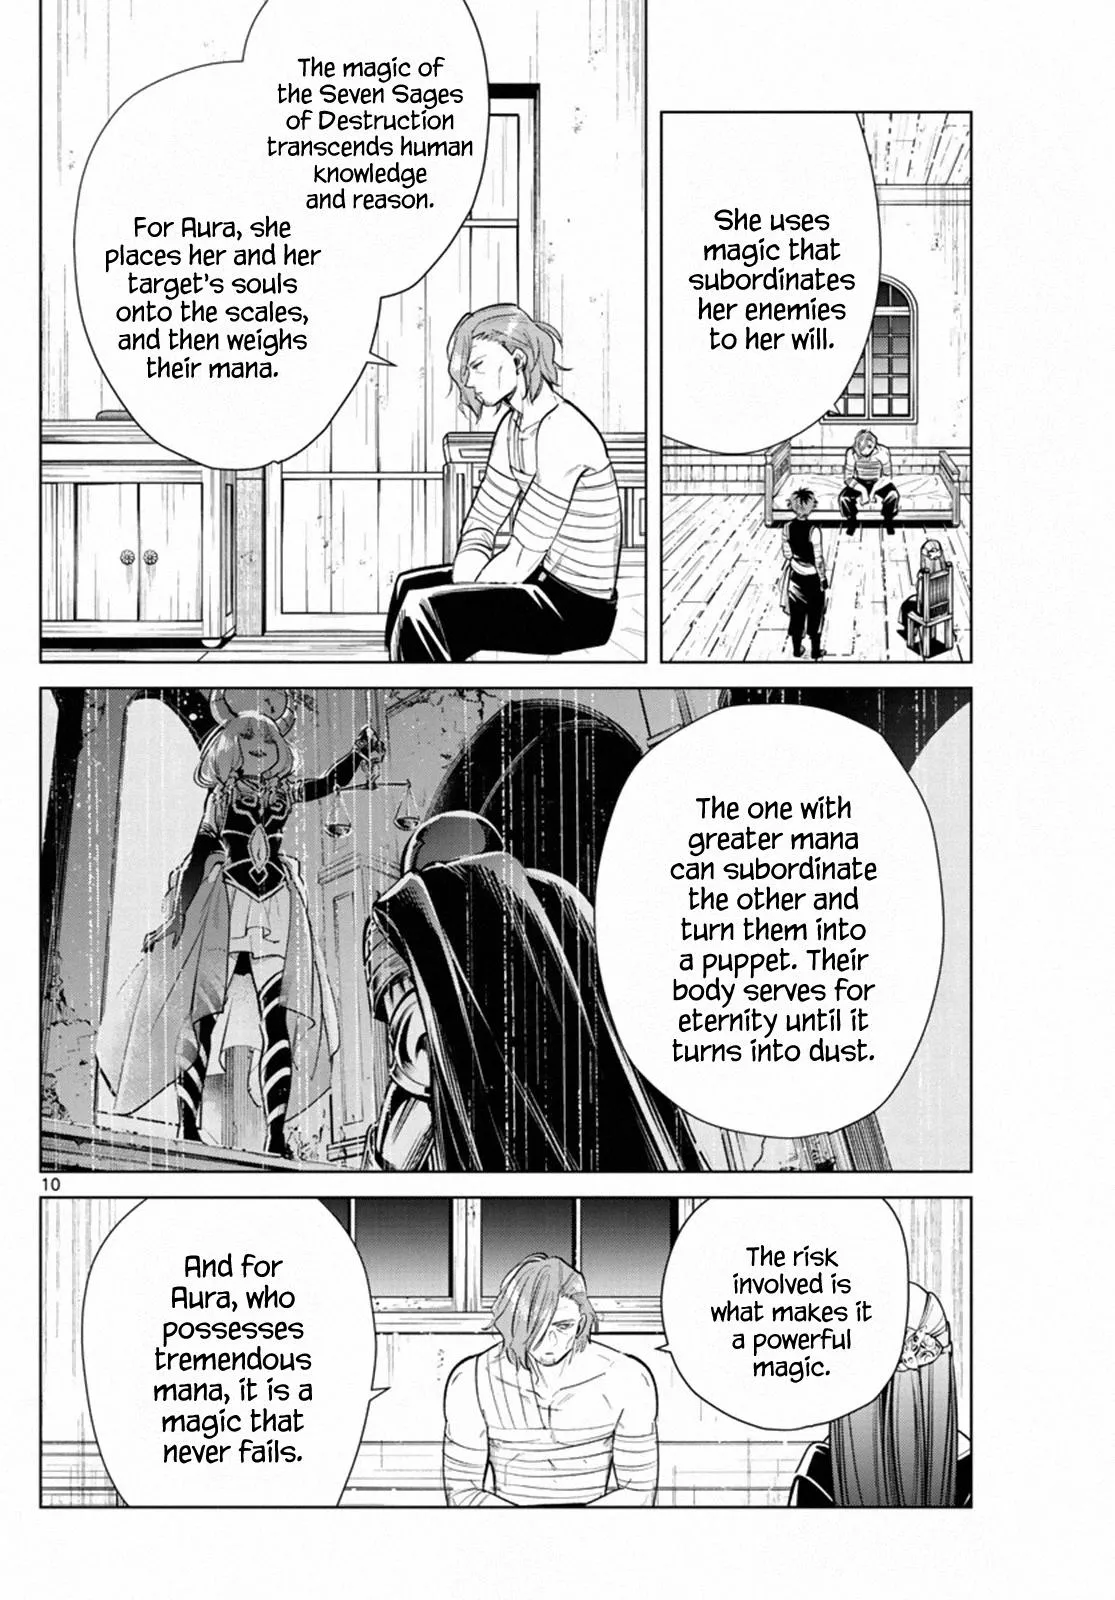 She uses
magic that
subordinates
her enemies
to her will.
The magic of
the Seven Sages
of Destruction
transcends human
knowledge
and reason.
For Aura, she
places her and her
target's souls
onto the scales,
and then weighs
their mana.
The one with
greater mana
can subordinate
the other and
turn them into
a puppet. Their
body serves for
eternity until it
turns into dust.
10
The risk
involved is
what makes it
a powerful
magic.
And for
Aura, who
possesses
tremendous
mana, it is a
magic that
never fails.